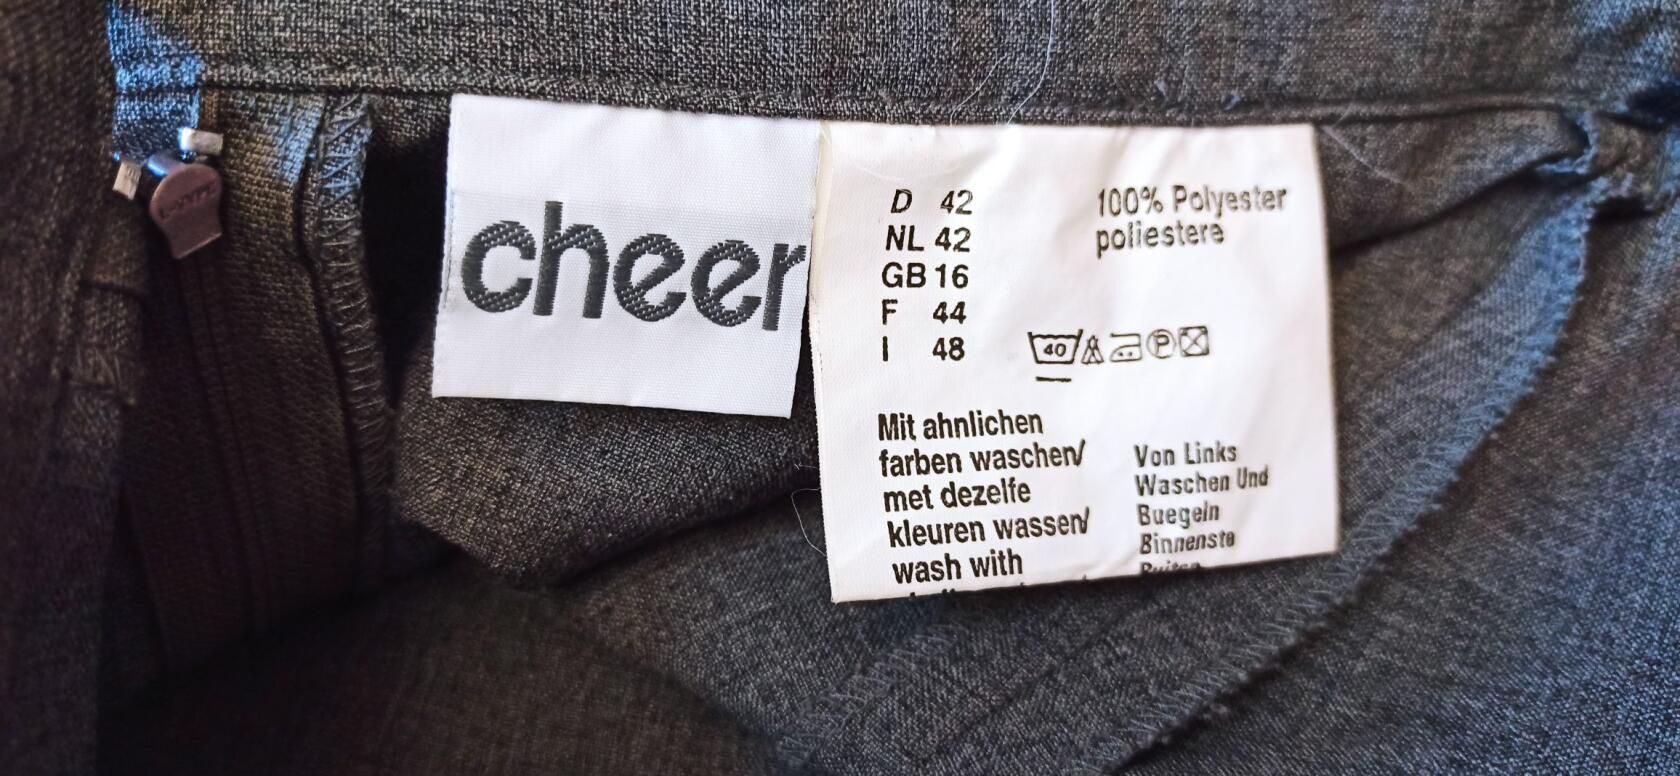 cheer
D 42
NL 42
GB 16
F 44
I 48
100% Polyester
poliestere
40
P
Mit ahnlichen
farben waschen/
met dezelfe
kleuren wassen/
wash with
Von Links
Waschen Und
Buegeln
Binnenste